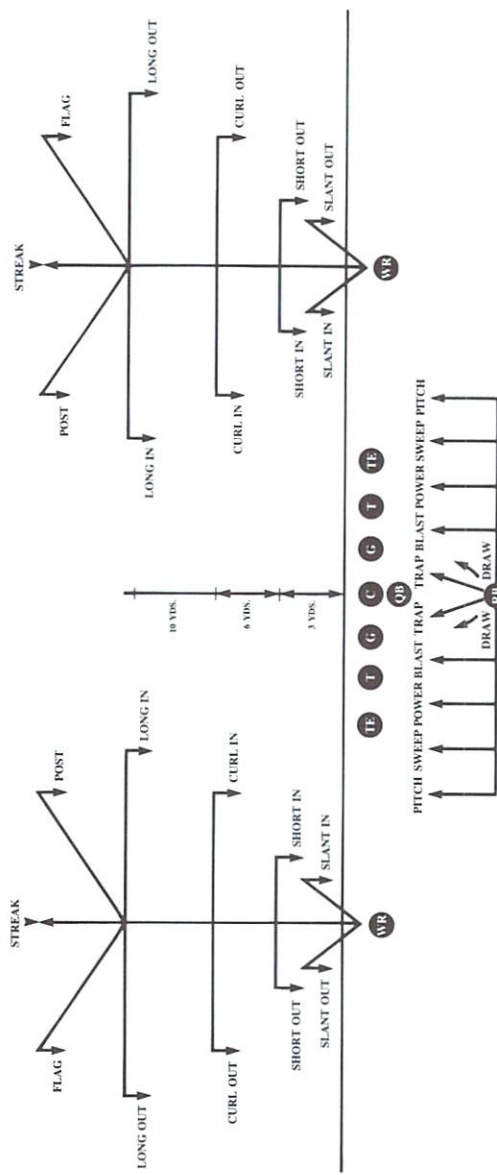 STREAK STREAK
FLAG POST POST FLAG
LONG OUT LONG IN LONG IN LONG OUT
10 YDS.
CURL OUT CURL IN CURL IN CURL OUT
6 YDS.
SHORT OUT SHORT IN SHORT IN SHORT OUT
3 YDS.
SLANT OUT SLANT IN SLANT IN SLANT OUT
TE T G C G T TE
WR QB WR
PITCH SWEEP POWER BLAST TRAP TRAP BLAST POWER SWEEP PITCH
DRAW DRAW